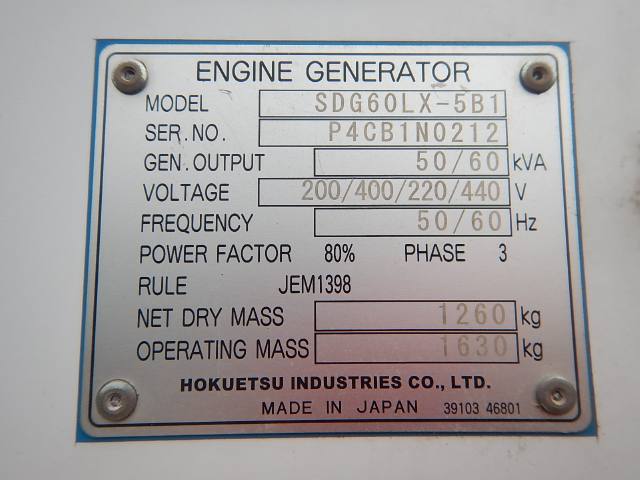 ENGINE GENERATOR
MODEL SDG60LX-5B1
SER.NO. P4CB1N0212
GEN.OUTPUT 50/60 kVA
VOLTAGE 200/400/220/440 V
FREQUENCY 50/60 Hz
POWER FACTOR 80% PHASE 3
RULE JEM1398
NET DRY MASS 1260 kg
OPERATING MASS 1630 kg
HOKUETSU INDUSTRIES CO., LTD.
MADE IN JAPAN 39103 46801